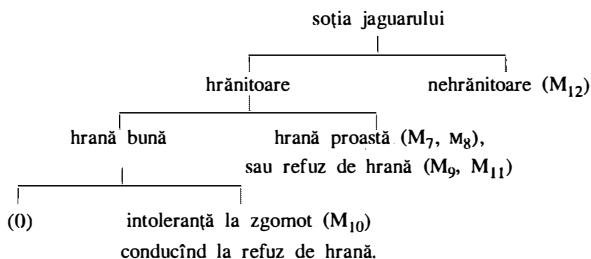 soția jaguarului
hrănitoare nehrănitoare (M12)
hrană bună hrană proastă (M7, M8),
sau refuz de hrană (M9, M11)
(0) intoleranță la zgomot (M10)
conducînd la refuz de hrană.